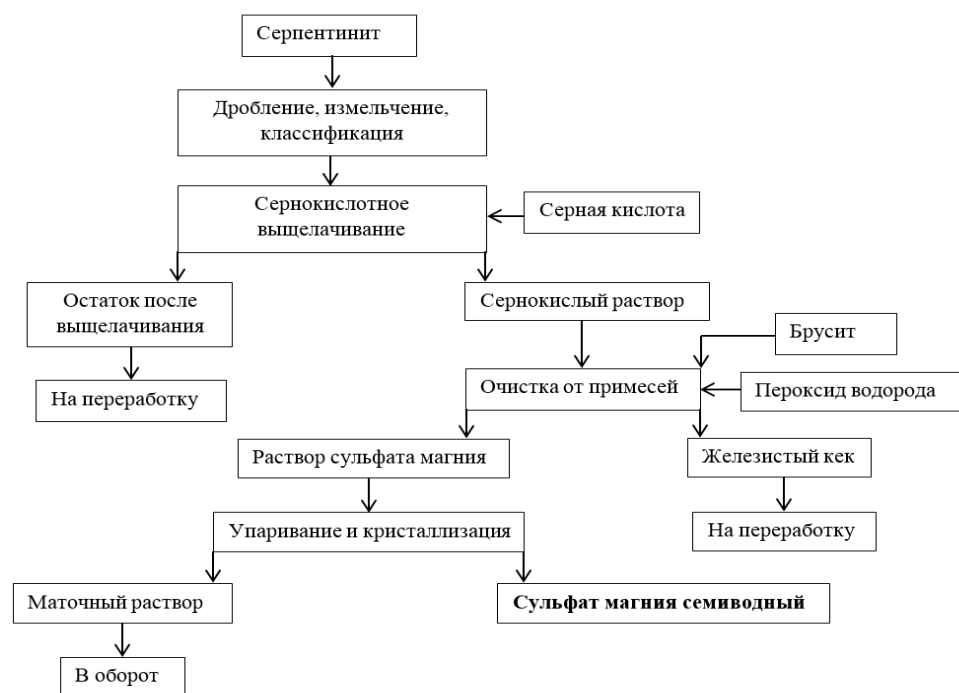 Серпентинит
Дробление, измельчение,
классификация
Сернокислотное
выщелачивание
Серная кислота
Остаток после
выщелачивания
Сернокислый раствор
Брусит
На переработку
Очистка от примесей
Пероксид водорода
Раствор сульфата магния
Железистый кек
Упаривание и кристаллизация
На переработку
Маточный раствор
Сульфат магния семиводный
В оборот